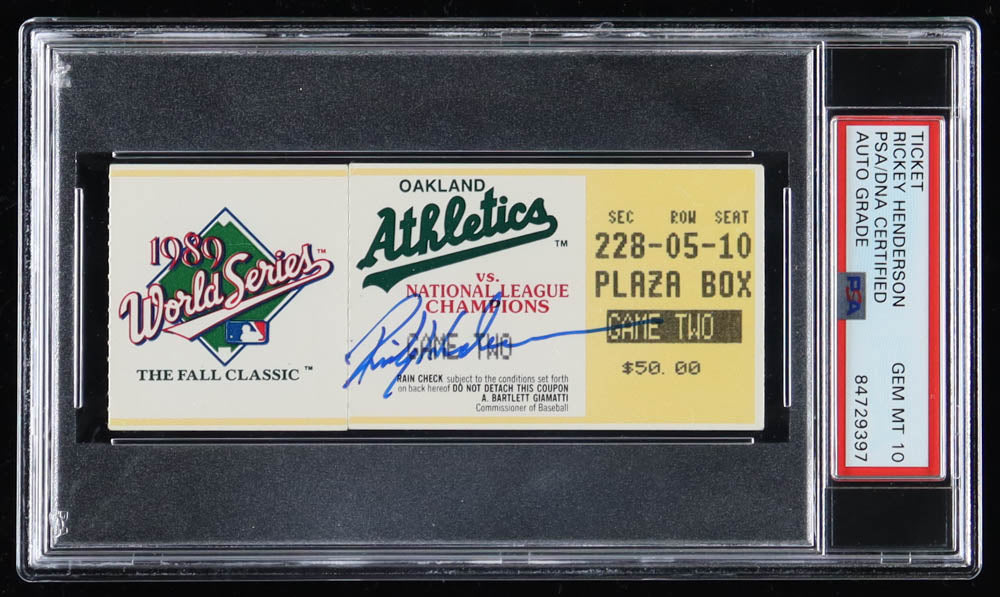 1989
World Series™
THE FALL CLASSIC™
OAKLAND
Athletics™
vs.
NATIONAL LEAGUE
CHAMPIONS
GAME TWO
RAIN CHECK subject to the conditions set forth
on back hereof DO NOT DETACH THIS COUPON
A. BARTLETT GIAMATTI
Commissioner of Baseball
SEC ROW SEAT
228-05-10
PLAZA BOX
GAME TWO
$50.00
TICKET
RICKEY HENDERSON
PSA/DNA CERTIFIED
AUTO GRADE
PSA
GEM MT 10
84729397